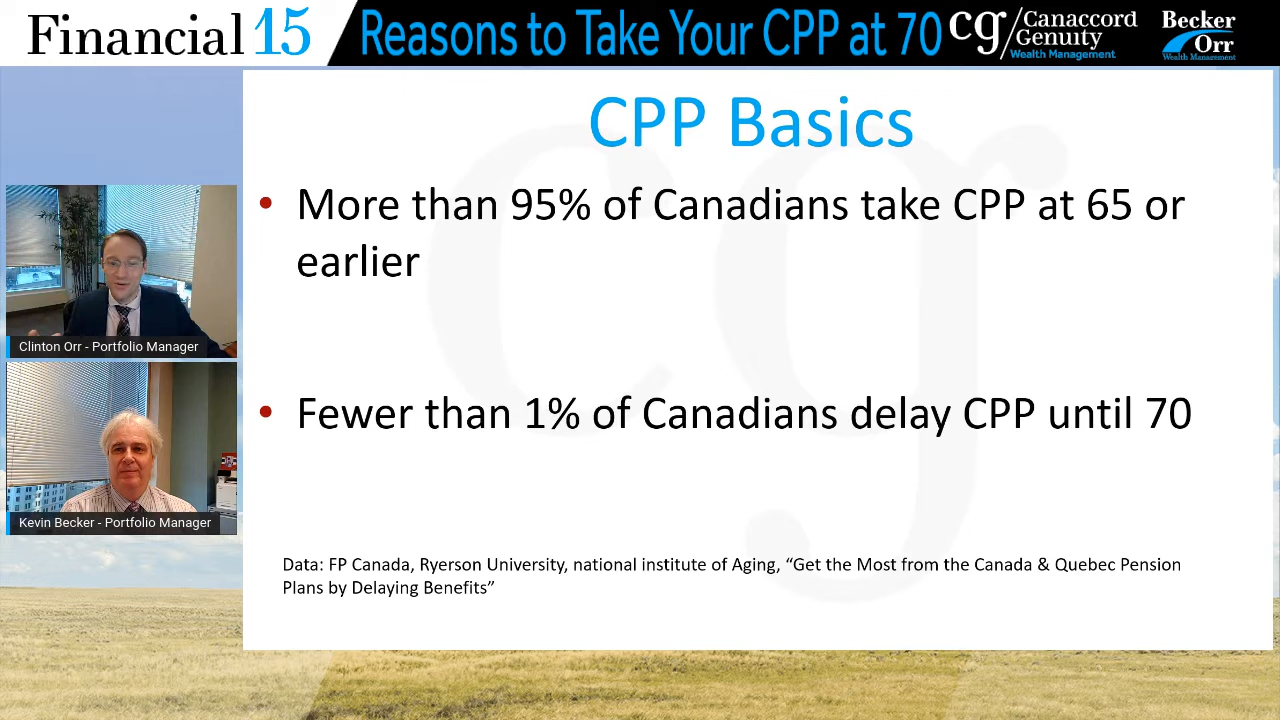 Financial 15
Reasons to Take Your CPP at 70
cg/Canaccord
Genuity
Wealth Management
Becker
Orr
Wealth Management
CPP Basics
• More than 95% of Canadians take CPP at 65 or
earlier
Clinton Orr - Portfolio Manager
• Fewer than 1% of Canadians delay CPP until 70
Kevin Becker - Portfolio Manager
Data: FP Canada, Ryerson University, national institute of Aging, “Get the Most from the Canada & Quebec Pension
Plans by Delaying Benefits”